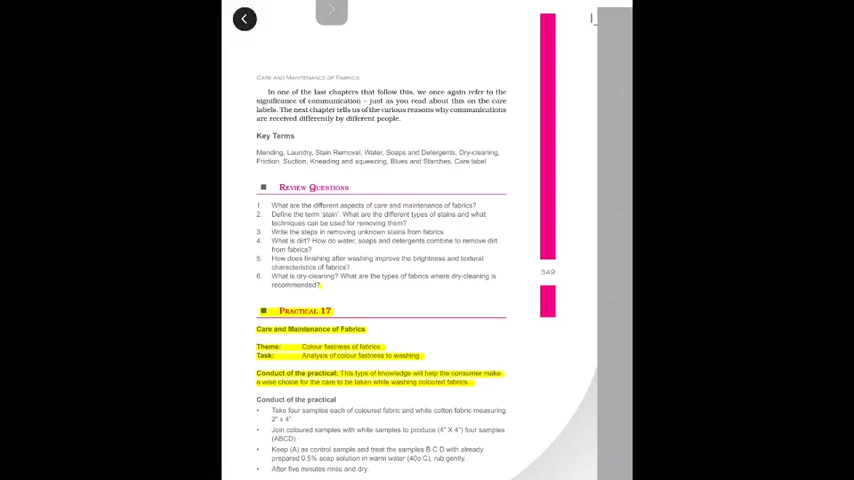 CARE AND MAINTENANCE OF FABRICS
In one of the last chapters that follow this, we once again refer to the
significance of communication – just as you read about this on the care
labels. The next chapter tells us of the various reasons why communications
are received differently by different people.
Key Terms
Mending, Laundry, Stain Removal, Water, Soaps and Detergents, Dry-cleaning,
Friction, Suction, Kneading and squeezing, Blues and Starches, Care label
■ REVIEW QUESTIONS
1. What are the different aspects of care and maintenance of fabrics?
2. Define the term 'stain'. What are the different types of stains and what
techniques can be used for removing them?
3. Write the steps in removing unknown stains from fabrics.
4. What is dirt? How do water, soaps and detergents combine to remove dirt
from fabrics?
5. How does finishing after washing improve the brightness and textural
characteristics of fabrics?
6. What is dry-cleaning? What are the types of fabrics where dry-cleaning is
recommended?
349
■ PRACTICAL 17
Care and Maintenance of Fabrics
Theme: Colour fastness of fabrics
Task: Analysis of colour fastness to washing
Conduct of the practical: This type of knowledge will help the consumer make
a wise choice for the care to be taken while washing coloured fabrics.
Conduct of the practical
• Take four samples each of coloured fabric and white cotton fabric measuring
2" x 4".
• Join coloured samples with white samples to produce (4" X 4") four samples
(ABCD)
• Keep (A) as control sample and treat the samples B C D with already
prepared 0.5% soap solution in warm water (40o C), rub gently.
• After five minutes rinse and dry.